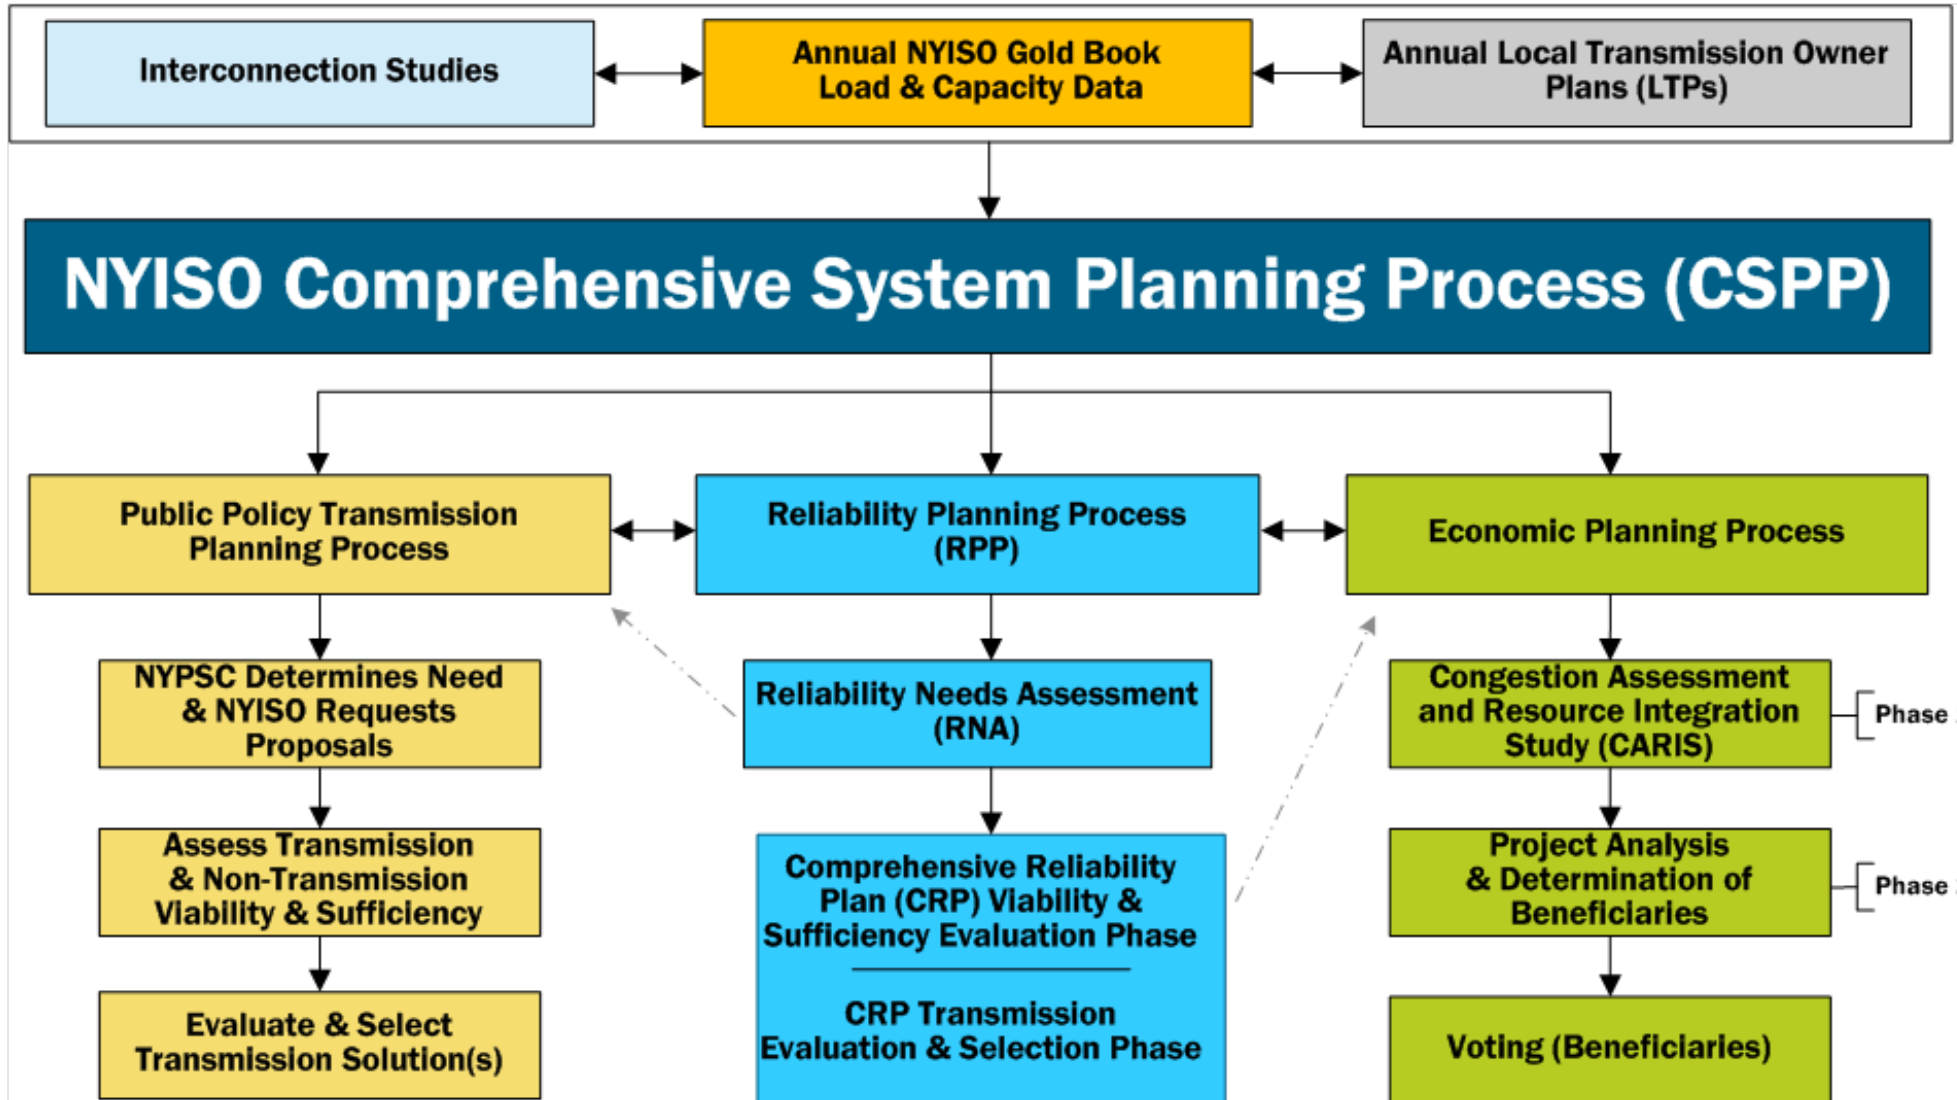 Interconnection Studies
Annual NYISO Gold Book
Load & Capacity Data
Annual Local Transmission Owner
Plans (LTPs)
NYISO Comprehensive System Planning Process (CSPP)
Public Policy Transmission
Planning Process
Reliability Planning Process
(RPP)
Economic Planning Process
NYPSC Determines Need
& NYISO Requests
Proposals
Reliability Needs Assessment
(RNA)
Congestion Assessment
and Resource Integration
Study (CARIS)
Phase
Assess Transmission
& Non-Transmission
Viability & Sufficiency
Comprehensive Reliability
Plan (CRP) Viability &
Sufficiency Evaluation Phase
CRP Transmission
Evaluation & Selection Phase
Project Analysis
& Determination of
Beneficiaries
Phase
Evaluate & Select
Transmission Solution(s)
Voting (Beneficiaries)